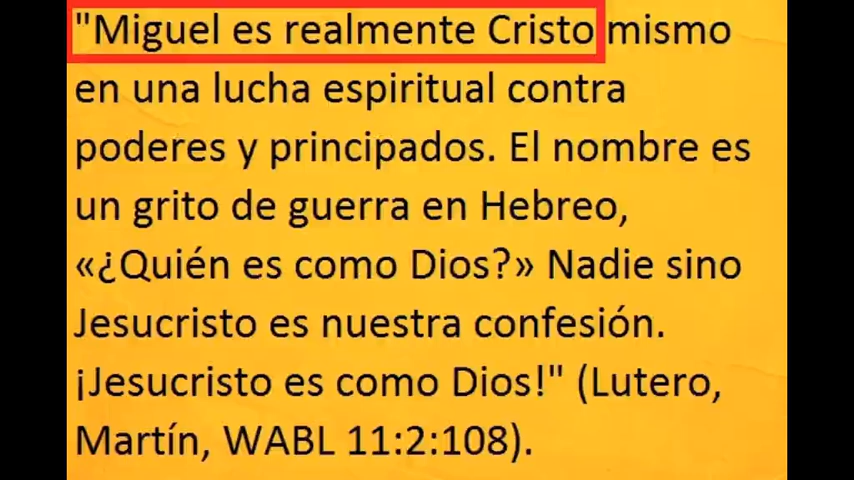 "Miguel es realmente Cristo mismo
en una lucha espiritual contra
poderes y principados. El nombre es
un grito de guerra en Hebreo,
«¿Quién es como Dios?» Nadie sino
Jesucristo es nuestra confesión.
¡Jesucristo es como Dios!" (Lutero,
Martín, WABL 11:2:108).